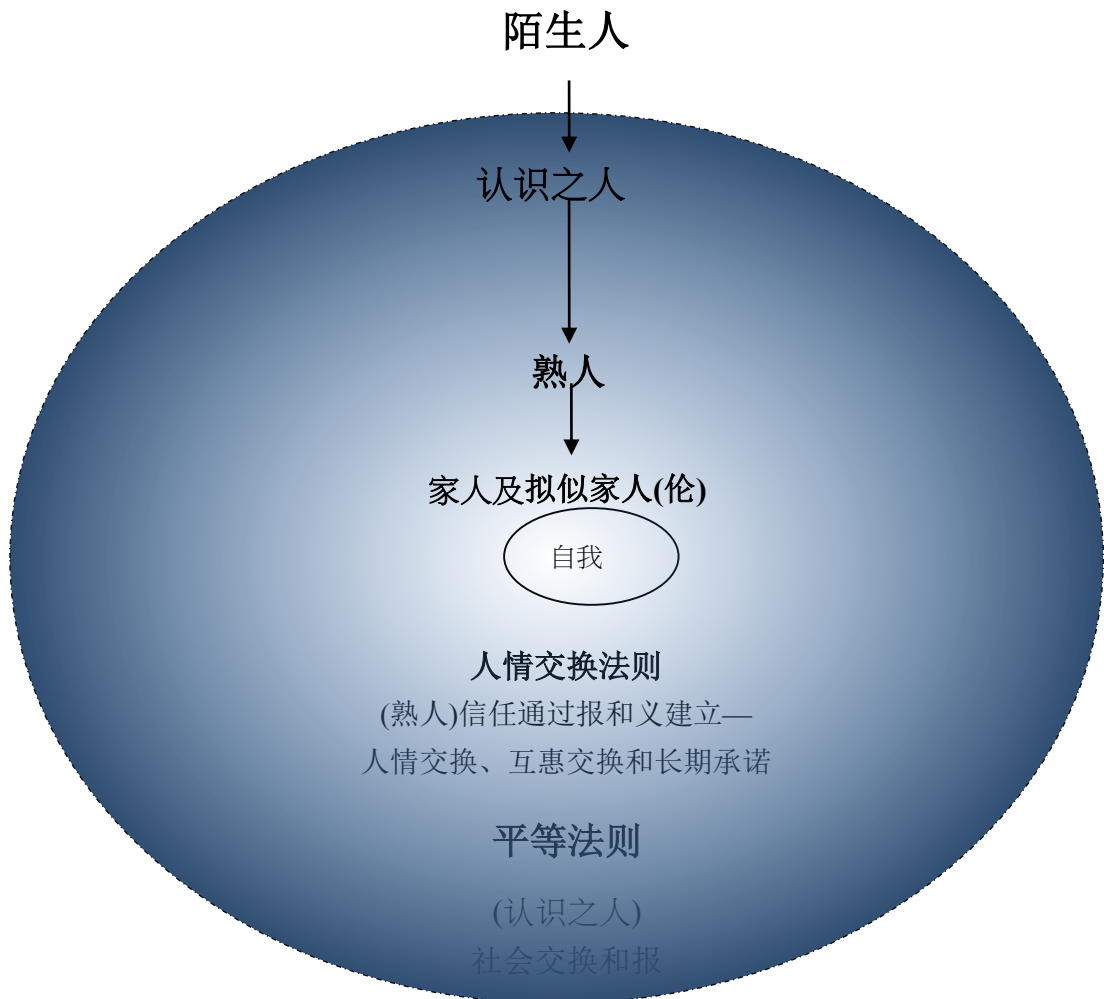 陌生人
认识之人
熟人
家人及拟似家人(伦)
自我
人情交换法则
(熟人)信任通过报和义建立—
人情交换、互惠交换和长期承诺
平等法则
(认识之人)
社会交换和报